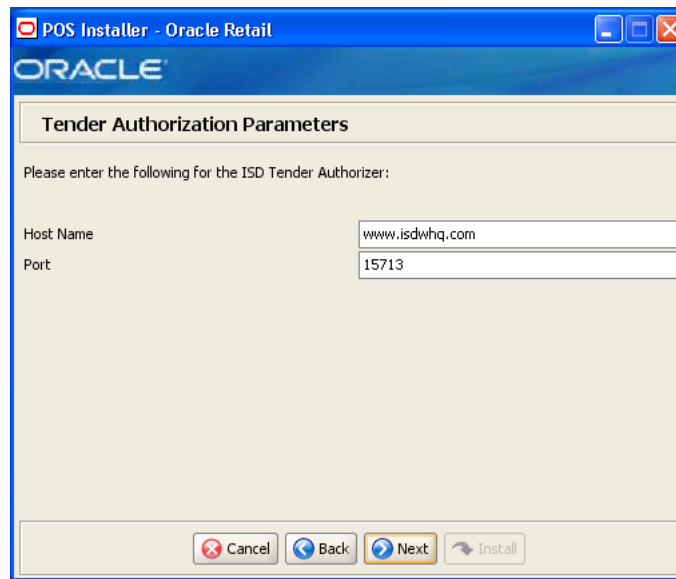 POS Installer - Oracle Retail
ORACLE
Tender Authorization Parameters
Please enter the following for the ISD Tender Authorizer:
Host Name www.isdwhq.com
Port 15713
Cancel Back Next Install